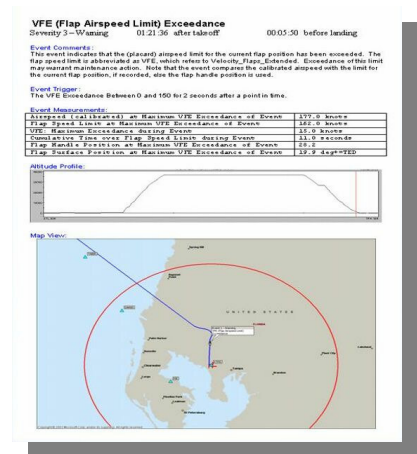 VFE (Flap Airspeed Limit) Exceedance
Severity 3 – Warning 01:21:36 after takeoff 00:05:50 before landing
Event Comments:
This event indicates that the (placard) airspeed limit for the current flap position has been exceeded. The
flap speed limit is abbreviated as VFE, which refers to Velocity_Flaps_Extended. Exceedance of this limit
may warrant maintenance action. Note that the event compares the calibrated airspeed with the limit for
the current flap position, if recorded, else the flap handle position is used.
Event Trigger:
The VFE Exceedance Between 0 and 150 for 2 seconds after a point in time.
Event Measurements:
Airspeed (calibrated) at Maximum VFE Exceedance of Event 177.0 knots
Flap Speed Limit at Maximum VFE Exceedance of Event 162.0 knots
VFE: Maximum Exceedance during Event 15.0 knots
Cumulative Time over Flap Speed Limit during Event 11.0 seconds
Flap Handle Position at Maximum VFE Exceedance of Event 20.2
Flap Surface Position at Maximum VFE Exceedance of Event 19.9 deg+=TED
Altitude Profile:
Map View:
UNITED STATES
Tampa
St Petersburg